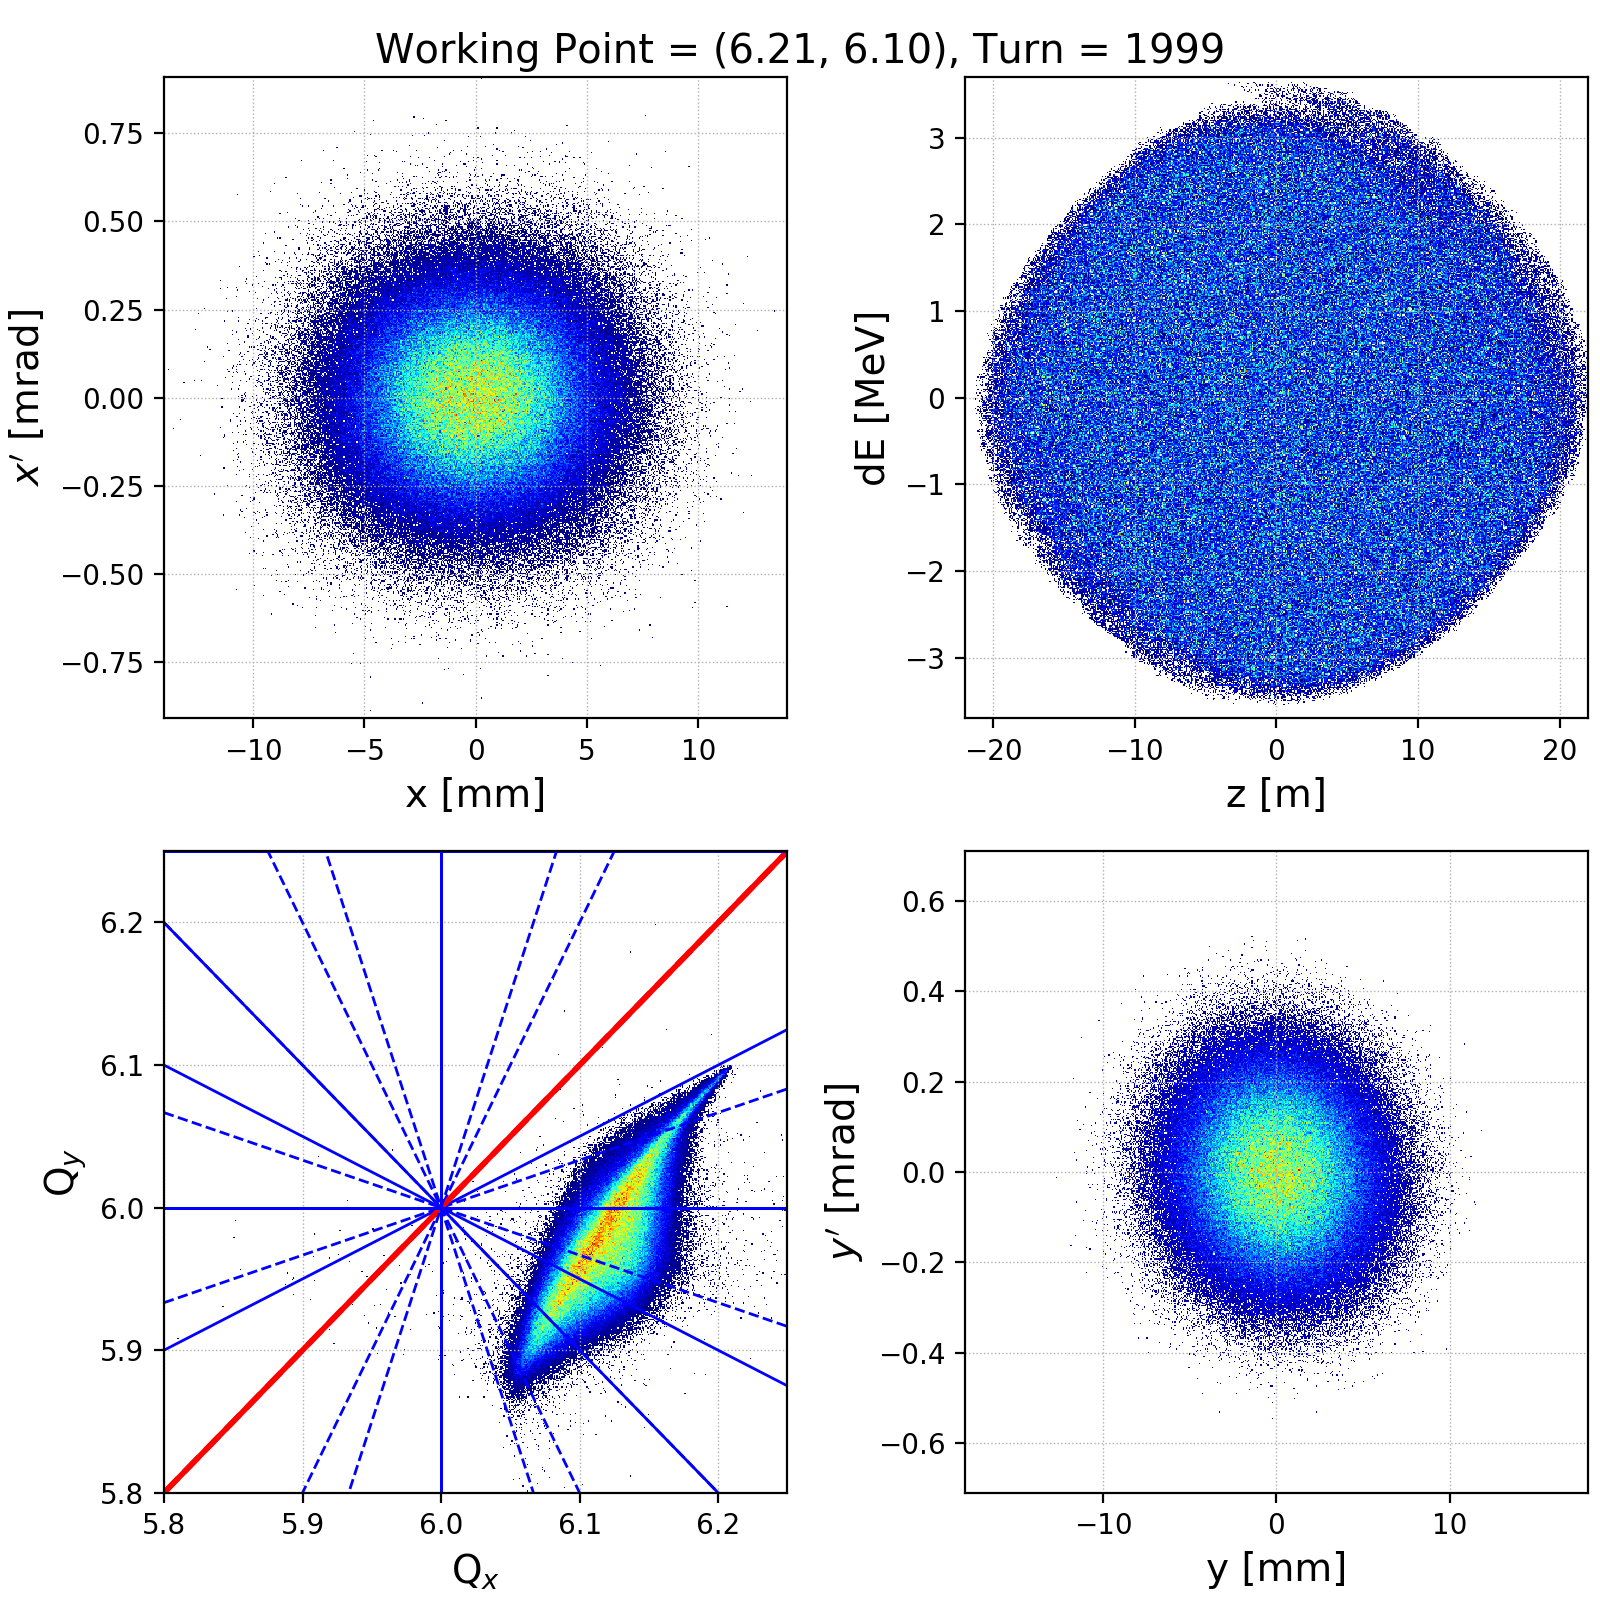 Working Point = (6.21, 6.10), Turn = 1999
0.75
0.50
0.25
0.00
−0.25
−0.50
−0.75
x′ [mrad]
−10 −5 0 5 10
x [mm]
3
2
1
0
−1
−2
−3
dE [MeV]
−20 −10 0 10 20
z [m]
6.2
6.1
6.0
5.9
5.8
Qy
5.8 5.9 6.0 6.1 6.2
Qx
0.6
0.4
0.2
0.0
−0.2
−0.4
−0.6
y′ [mrad]
−10 0 10
y [mm]